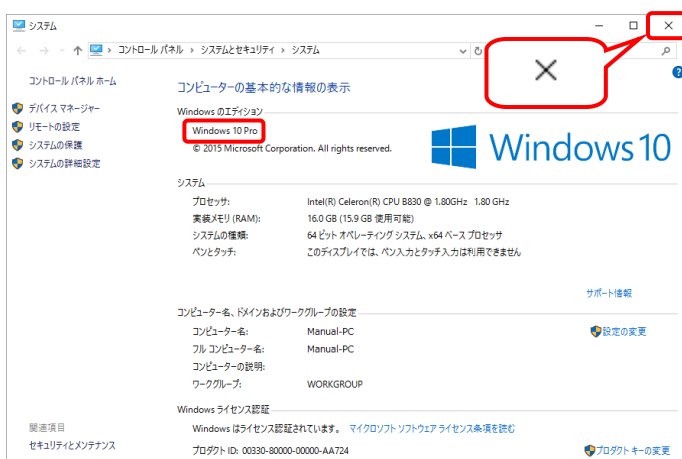 システム
コントロール パネル › システムとセキュリティ › システム
コントロール パネル ホーム
デバイス マネージャー
リモートの設定
システムの保護
システムの詳細設定
コンピューターの基本的な情報の表示
Windows のエディション
Windows 10 Pro
© 2015 Microsoft Corporation. All rights reserved.
Windows 10
システム
プロセッサ: Intel(R) Celeron(R) CPU B830 @ 1.80GHz 1.80 GHz
実装メモリ (RAM): 16.0 GB (15.9 GB 使用可能)
システムの種類: 64 ビット オペレーティング システム、x64 ベース プロセッサ
ペンとタッチ: このディスプレイでは、ペン入力とタッチ入力は利用できません
サポート情報
コンピューター名、ドメインおよびワークグループの設定
コンピューター名: Manual-PC
設定の変更
フル コンピューター名: Manual-PC
コンピューターの説明:
ワークグループ: WORKGROUP
Windows ライセンス認証
Windows はライセンス認証されています。 マイクロソフト ソフトウェア ライセンス条項を読む
プロダクト ID: 00330-80000-00000-AA724
プロダクト キーの変更
関連項目
セキュリティとメンテナンス